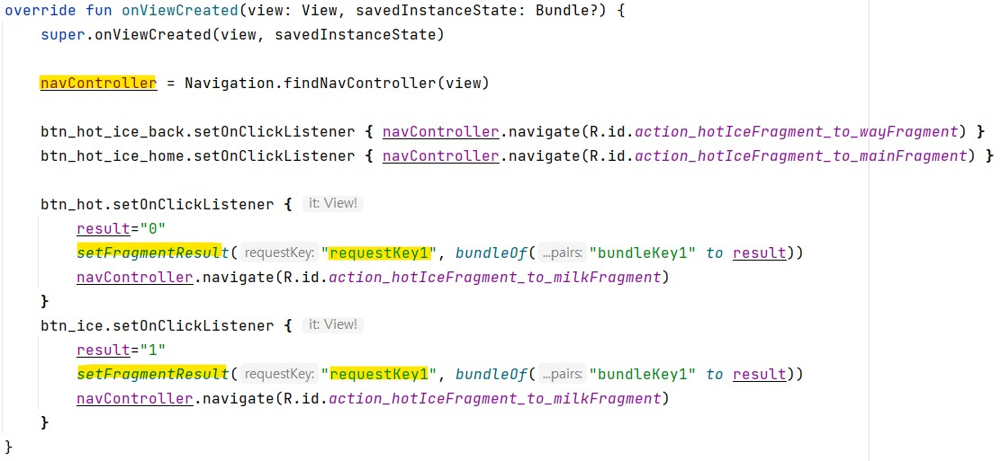 override fun onViewCreated(view: View, savedInstanceState: Bundle?) {
super.onViewCreated(view, savedInstanceState)
navController = Navigation.findNavController(view)
btn_hot_ice_back.setOnClickListener { navController.navigate(R.id.action_hotIceFragment_to_wayFragment) }
btn_hot_ice_home.setOnClickListener { navController.navigate(R.id.action_hotIceFragment_to_mainFragment) }
btn_hot.setOnClickListener { it: View!
result="0"
setFragmentResult( requestKey: "requestKey1", bundleOf( ...pairs: "bundleKey1" to result))
navController.navigate(R.id.action_hotIceFragment_to_milkFragment)
}
btn_ice.setOnClickListener { it: View!
result="1"
setFragmentResult( requestKey: "requestKey1", bundleOf( ...pairs: "bundleKey1" to result))
navController.navigate(R.id.action_hotIceFragment_to_milkFragment)
}
}